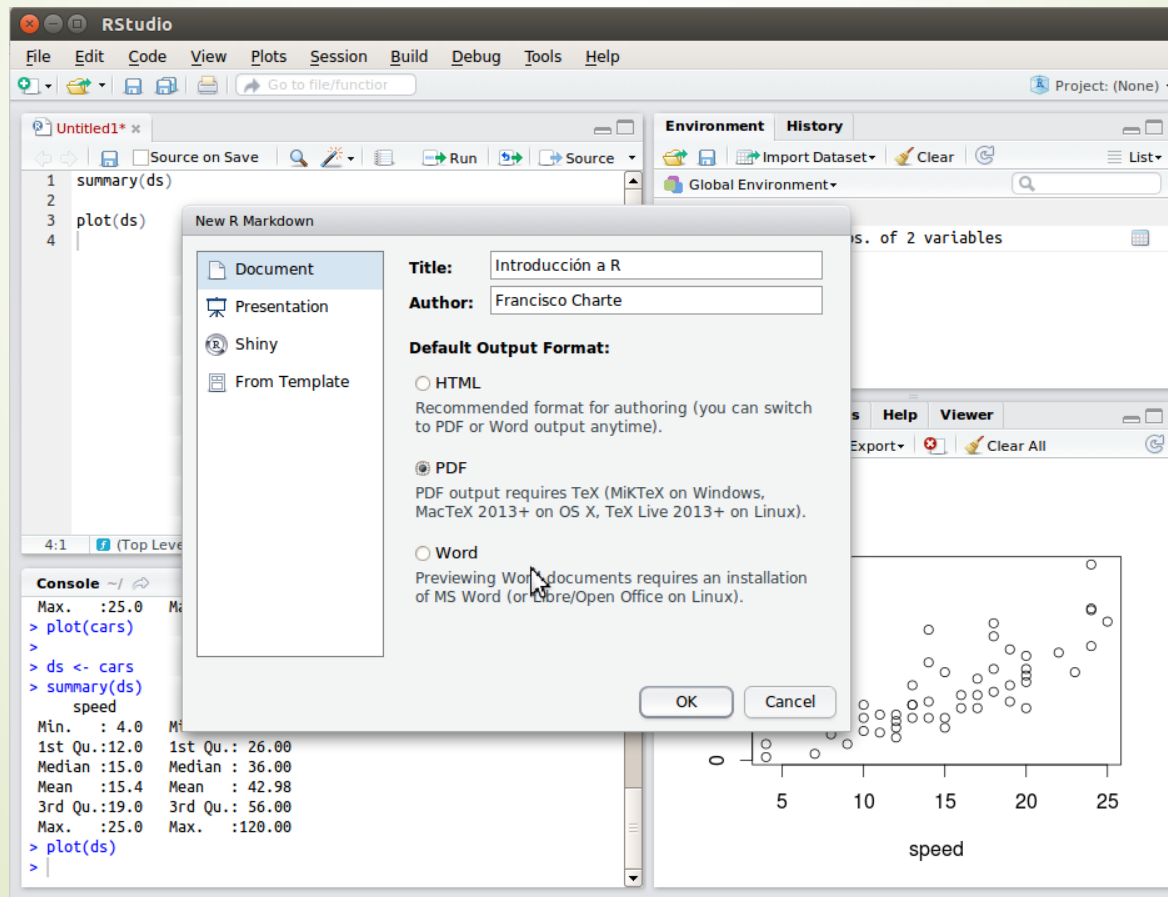 RStudio
File Edit Code View Plots Session Build Debug Tools Help
Go to file/function
Project: (None)
Untitled1*
Source on Save Run Source
1 summary(ds)
2
3 plot(ds)
4
4:1 (Top Leve
Environment History
Import Dataset Clear List
Global Environment
s. of 2 variables
New R Markdown
Document
Presentation
Shiny
From Template
Title: Introducción a R
Author: Francisco Charte
Default Output Format:
HTML
Recommended format for authoring (you can switch
to PDF or Word output anytime).
PDF
PDF output requires TeX (MiKTeX on Windows,
MacTeX 2013+ on OS X, TeX Live 2013+ on Linux).
Word
Previewing Word documents requires an installation
of MS Word (or Libre/Open Office on Linux).
OK Cancel
Console ~/
Max. :25.0 Ma
> plot(cars)
>
> ds <- cars
> summary(ds)
speed
Min. : 4.0 Mi
1st Qu.:12.0 1st Qu.: 26.00
Median :15.0 Median : 36.00
Mean :15.4 Mean : 42.98
3rd Qu.:19.0 3rd Qu.: 56.00
Max. :25.0 Max. :120.00
> plot(ds)
>
s Help Viewer
Export Clear All
0
5 10 15 20 25
speed